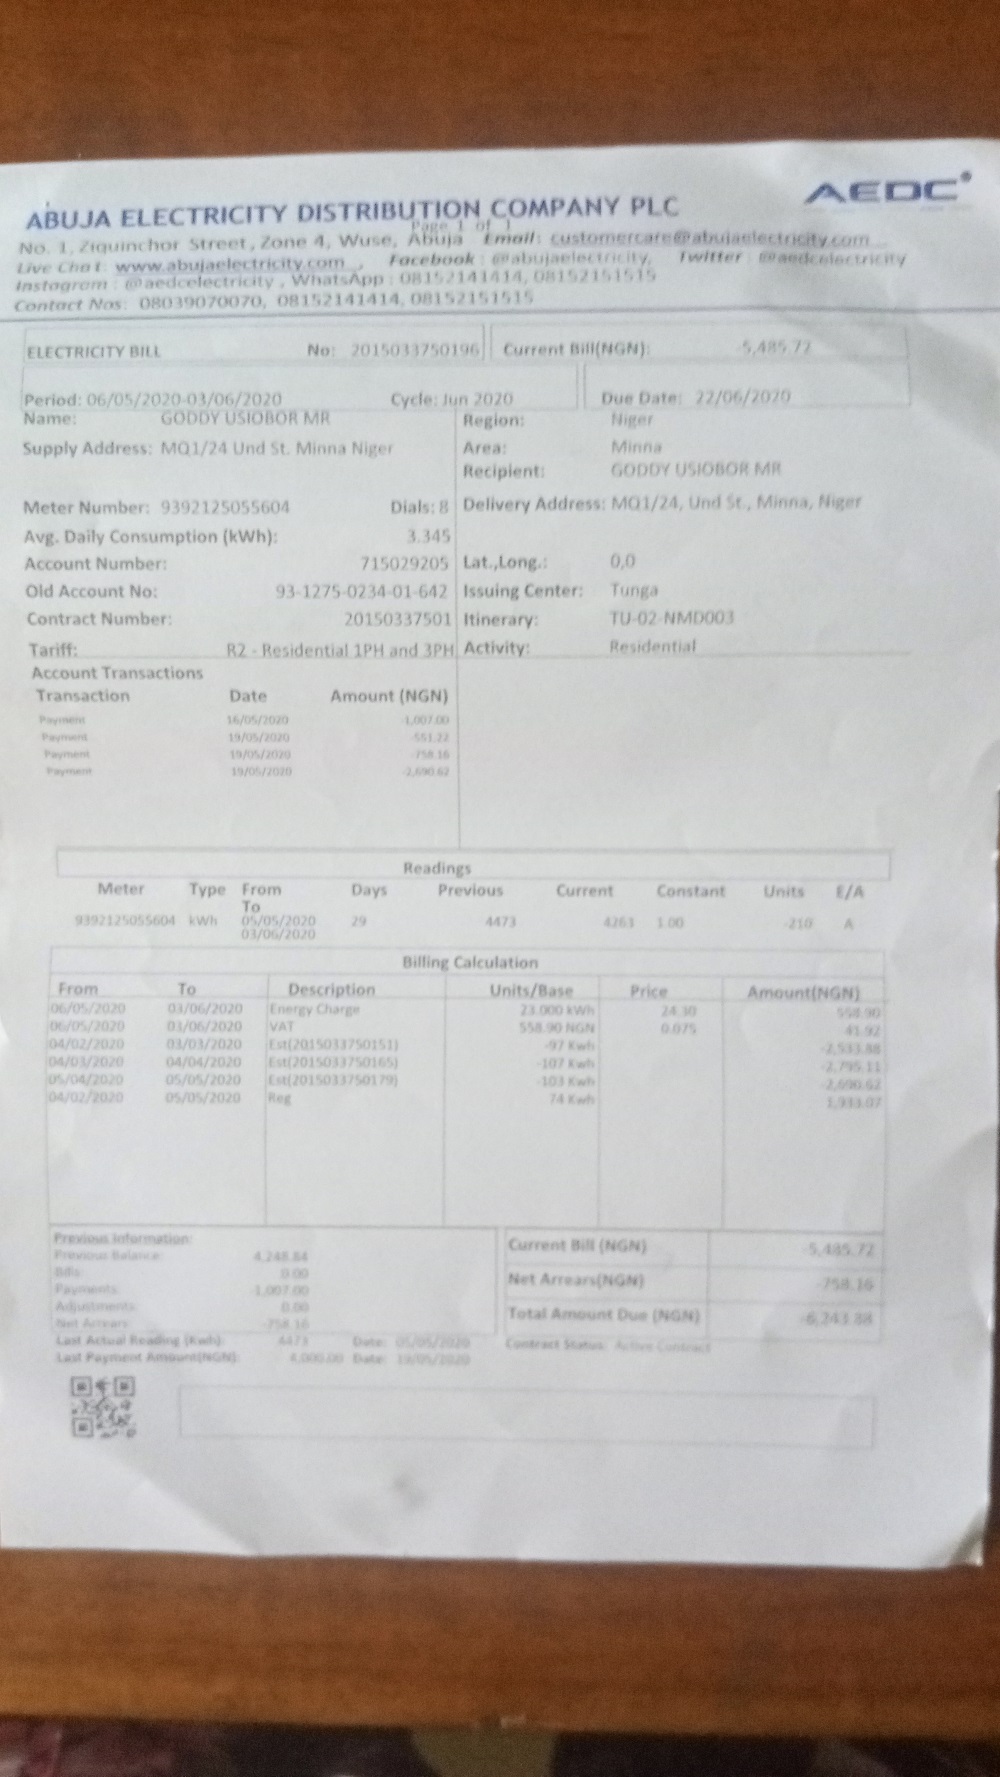 AEDC
ABUJA ELECTRICITY DISTRIBUTION COMPANY PLC
Page 1 of 1
No. 1, Ziquinchor Street, Zone 4, Wuse, Abuja Email: customercare@abujaelectricity.com
Live Chat: www.abujaelectricity.com , Facebook : @abujaelectricity, Twitter : @aedcelectricity
Instagram : @aedcelectricity , WhatsApp : 08152141414, 08152151515
Contact Nos: 08039070070, 08152141414, 08152151515
ELECTRICITY BILL No: 2015033750196 Current Bill(NGN): -5,485.72
Period: 06/05/2020-03/06/2020 Cycle: Jun 2020 Due Date: 22/06/2020
Name: GODDY USIOBOR MR Region: Niger
Supply Address: MQ1/24 Und St. Minna Niger Area: Minna
Recipient: GODDY USIOBOR MR
Meter Number: 9392125055604 Dials: 8 Delivery Address: MQ1/24, Und St., Minna, Niger
Avg. Daily Consumption (kWh): 3.345
Account Number: 715029205 Lat.,Long.: 0,0
Old Account No: 93-1275-0234-01-642 Issuing Center: Tunga
Contract Number: 20150337501 Itinerary: TU-02-NMD003
Tariff: R2 - Residential 1PH and 3PH Activity: Residential
Account Transactions
Transaction Date Amount (NGN)
Payment 16/05/2020 -1,007.00
Payment 19/05/2020 -551.22
Payment 19/05/2020 -758.16
Payment 19/05/2020 -2,690.62
Readings
Meter Type From Days Previous Current Constant Units E/A
To
9392125055604 kWh 05/05/2020 29 4473 4263 1.00 -210 A
03/06/2020
Billing Calculation
From To Description Units/Base Price Amount(NGN)
06/05/2020 03/06/2020 Energy Charge 23.000 kWh 24.30 558.90
06/05/2020 03/06/2020 VAT 558.90 NGN 0.075 41.92
04/02/2020 03/03/2020 Est(2015033750151) -97 Kwh -2,533.88
04/03/2020 04/04/2020 Est(2015033750165) -107 Kwh -2,795.11
05/04/2020 05/05/2020 Est(2015033750179) -103 Kwh -2,690.62
04/02/2020 05/05/2020 Reg 74 Kwh 1,933.07
Previous Information:
Previous Balance: 4,248.84 Current Bill (NGN) -5,485.72
Bills: 0.00
Payments: -1,007.00 Net Arrears(NGN) -758.16
Adjustments: 0.00
Net Arrears: -758.16 Total Amount Due (NGN) -6,243.88
Last Actual Reading (Kwh): 4473 Date: 05/05/2020 Contract Status: Active Contract
Last Payment Amount(NGN): 4,000.00 Date: 19/05/2020